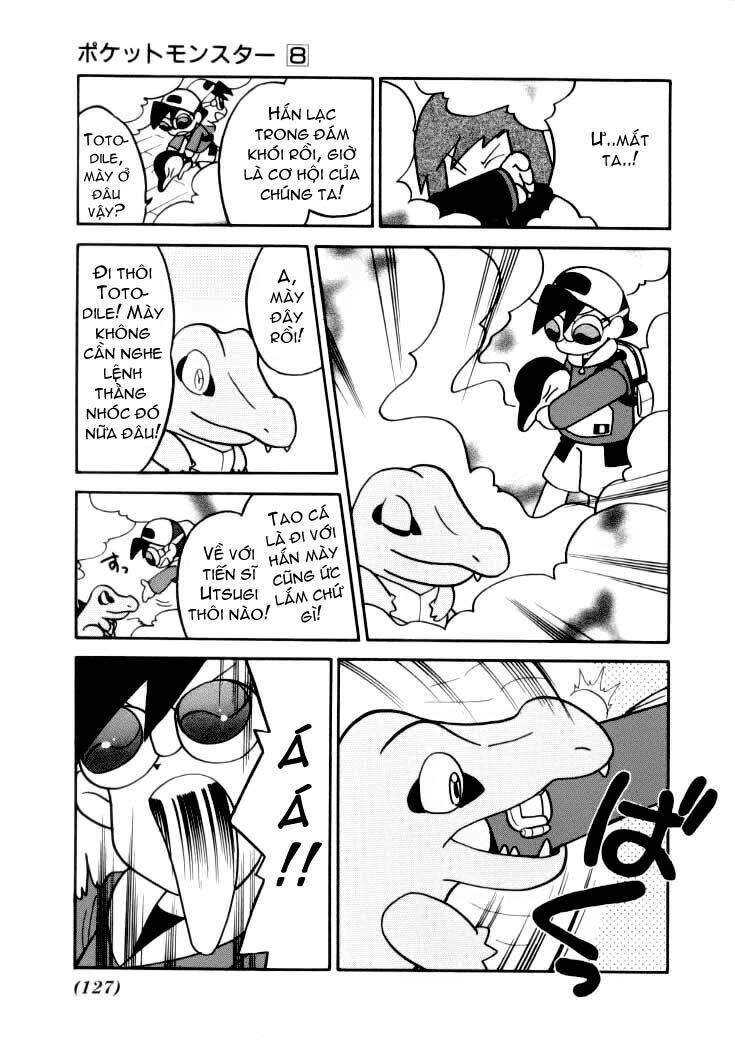 ポケットモンスター 8
Ư..MẮT
TA..!
HẮN LẠC
TRONG ĐÁM
KHÓI RỒI, GIỜ
LÀ CƠ HỘI CỦA
CHÚNG TA!
TOTO-
DILE,
MÀY Ở
ĐÂU
VẬY?
A,
MÀY
ĐÂY
RỒI!
ĐI THÔI
TOTO-
DILE! MÀY
KHÔNG
CẦN NGHE
LỆNH
THẰNG
NHÓC ĐÓ
NỮA ĐÂU!
TAO CÁ
LÀ ĐI VỚI
HẮN MÀY
CŨNG ỨC
LẮM CHỨ
GÌ!
VỀ VỚI
TIẾN SĨ
UTSUGI
THÔI NÀO!
すっ
ばくっ
Á
Á
!!
(127)